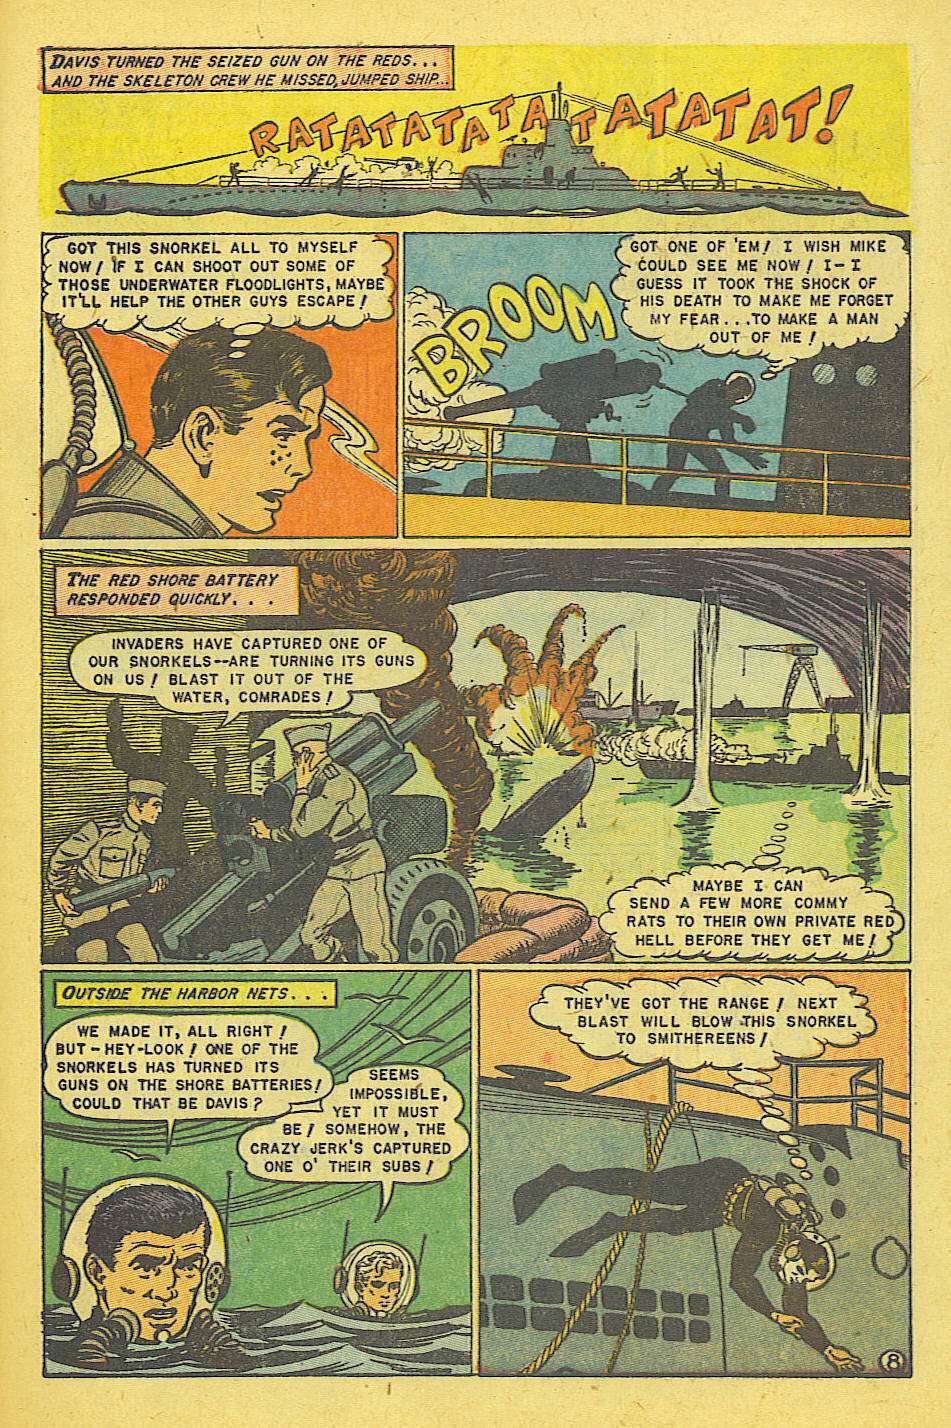 DAVIS TURNED THE SEIZED GUN ON THE REDS...
AND THE SKELETON CREW HE MISSED, JUMPED SHIP...
RATATATATATATATATAT!
GOT THIS SNORKEL ALL TO MYSELF
NOW! IF I CAN SHOOT OUT SOME OF
THOSE UNDERWATER FLOODLIGHTS, MAYBE
IT'LL HELP THE OTHER GUYS ESCAPE!
GOT ONE OF 'EM! I WISH MIKE
COULD SEE ME NOW! I-I
GUESS IT TOOK THE SHOCK OF
HIS DEATH TO MAKE ME FORGET
MY FEAR...TO MAKE A MAN
OUT OF ME!
BROOM
THE RED SHORE BATTERY
RESPONDED QUICKLY...
INVADERS HAVE CAPTURED ONE OF
OUR SNORKELS--ARE TURNING ITS GUNS
ON US! BLAST IT OUT OF THE
WATER, COMRADES!
MAYBE I CAN
SEND A FEW MORE COMMY
RATS TO THEIR OWN PRIVATE RED
HELL BEFORE THEY GET ME!
OUTSIDE THE HARBOR NETS...
WE MADE IT, ALL RIGHT!
BUT-HEY-LOOK! ONE OF THE
SNORKELS HAS TURNED ITS
GUNS ON THE SHORE BATTERIES!
COULD THAT BE DAVIS?
SEEMS
IMPOSSIBLE,
YET IT MUST
BE! SOMEHOW, THE
CRAZY JERK'S CAPTURED
ONE O' THEIR SUBS!
THEY'VE GOT THE RANGE! NEXT
BLAST WILL BLOW THIS SNORKEL
TO SMITHEREENS!
8